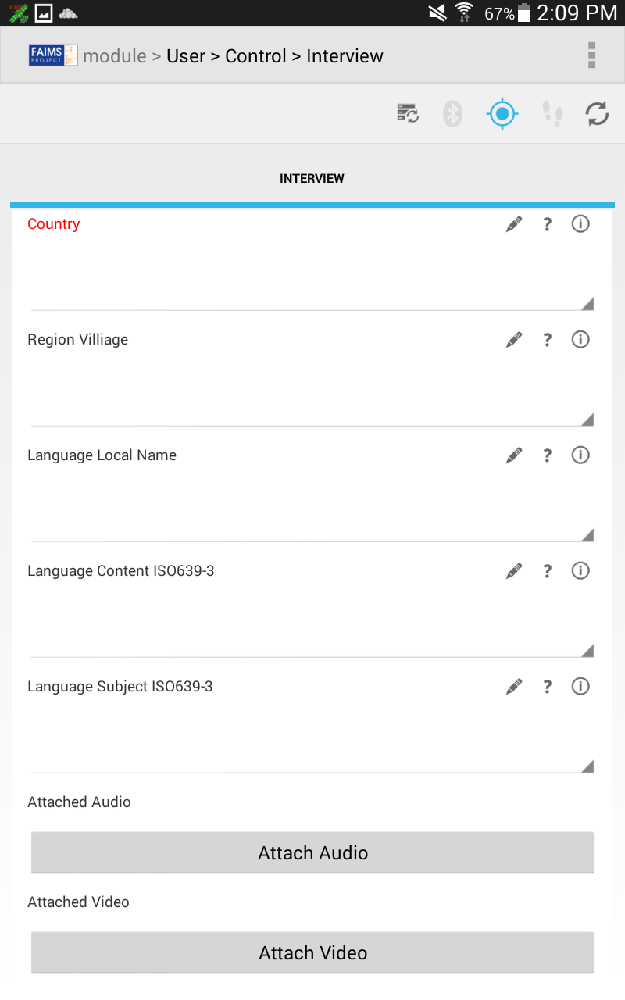 FAIMS
67% 2:09 PM
FAIMS
PROJECT
module > User > Control > Interview
INTERVIEW
Country
?
Region Villiage
?
Language Local Name
?
Language Content ISO639-3
?
Language Subject ISO639-3
?
Attached Audio
Attach Audio
Attached Video
Attach Video